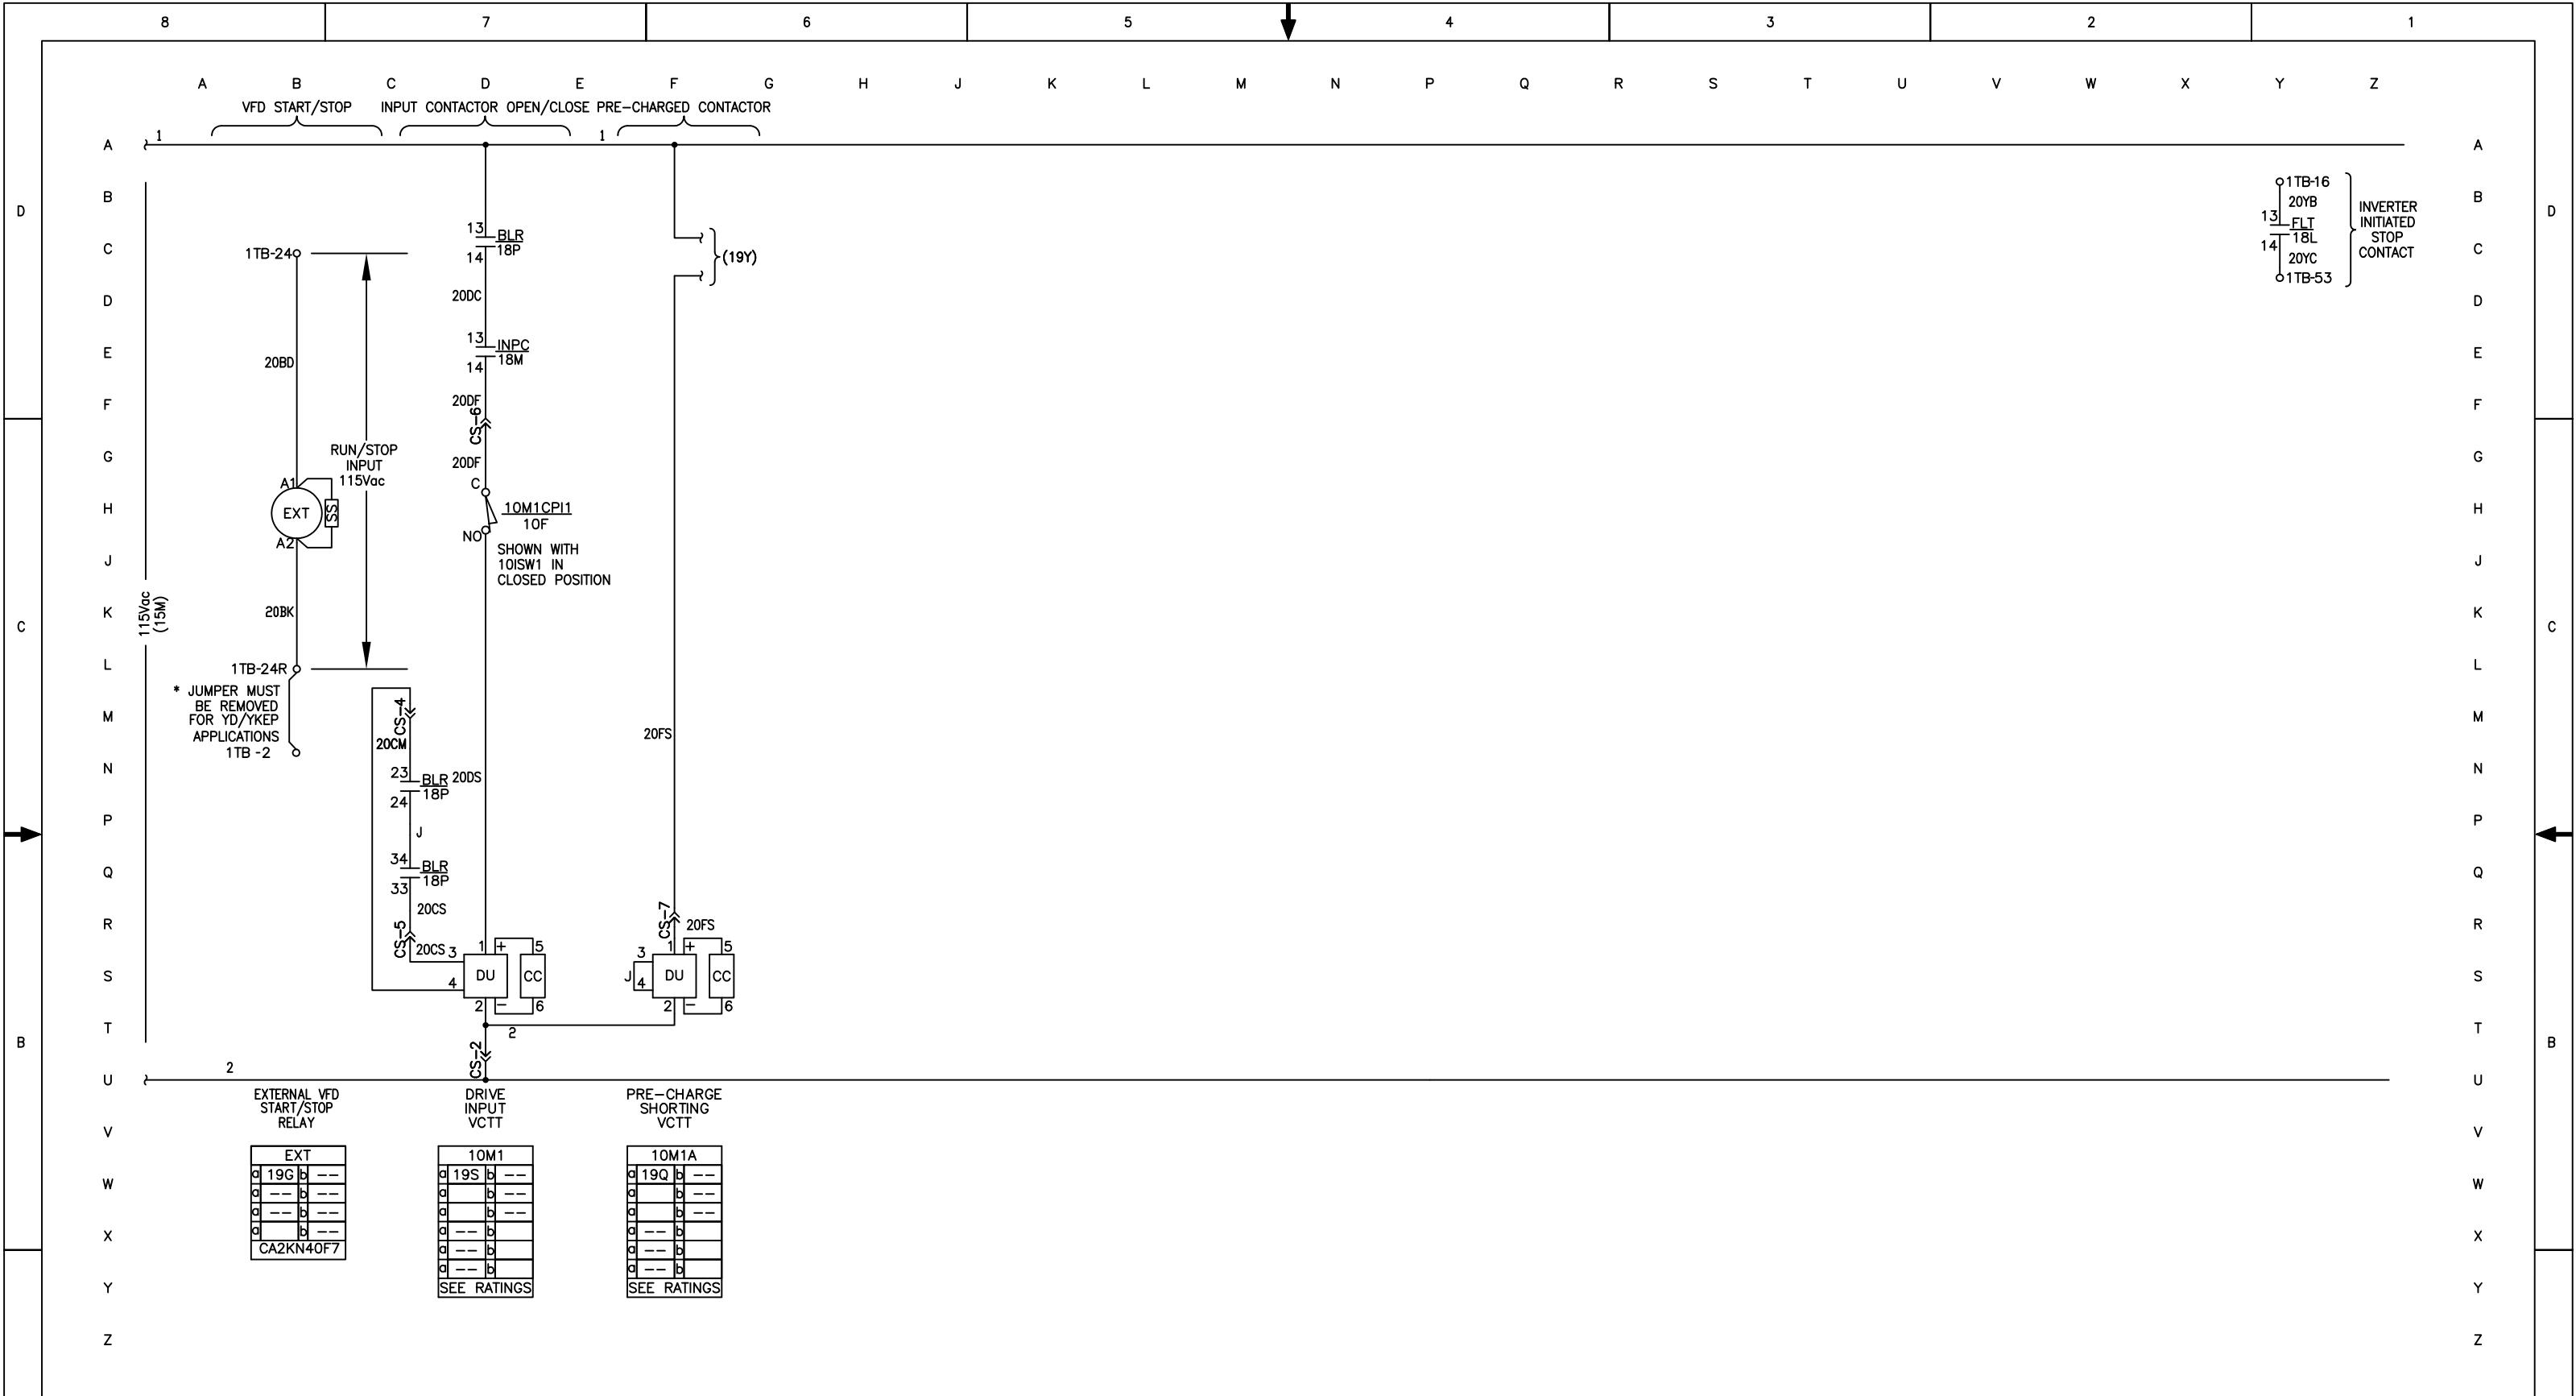 8 7 6 5 4 3 2 1
A B C D E F G H J K L M N P Q R S T U V W X Y Z
VFD START/STOP
INPUT CONTACTOR OPEN/CLOSE
PRE-CHARGED CONTACTOR
1
1
A
A
B
B
C
C
D
D
E
E
F
F
G
G
H
H
J
J
K
K
L
L
M
M
N
N
P
P
Q
Q
R
R
S
S
T
T
U
U
V
V
W
W
X
X
Y
Y
Z
Z
D
D
C
C
B
B
115Vac
(15M)
1TB-24
20BD
A1
EXT
SS
A2
20BK
1TB-24R
* JUMPER MUST
BE REMOVED
FOR YD/YKEP
APPLICATIONS
1TB -2
RUN/STOP
INPUT
115Vac
13
BLR
18P
14
20DC
13
INPC
18M
14
20DF
CS-6
20DF
C
10M1CPI1
10F
NO
SHOWN WITH
10ISW1 IN
CLOSED POSITION
CS-4
20CM
23
BLR
18P
24
20DS
J
34
BLR
18P
33
20CS
CS-5
20CS
3
4
1
+
5
DU
CC
2
-
6
2
CS-2
(19Y)
20FS
CS-7
20FS
3
J
4
1
+
5
DU
CC
2
-
6
2
1TB-16
20YB
13
FLT
18L
14
20YC
1TB-53
INVERTER
INITIATED
STOP
CONTACT
EXTERNAL VFD
START/STOP
RELAY
EXT
a 19G b --
a -- b --
a -- b --
a b --
CA2KN40F7
DRIVE
INPUT
VCTT
10M1
a 19S b --
a b --
a b --
a -- b
a -- b
a -- b
SEE RATINGS
PRE-CHARGE
SHORTING
VCTT
10M1A
a 19Q b --
a b --
a b --
a -- b
a -- b
a -- b
SEE RATINGS